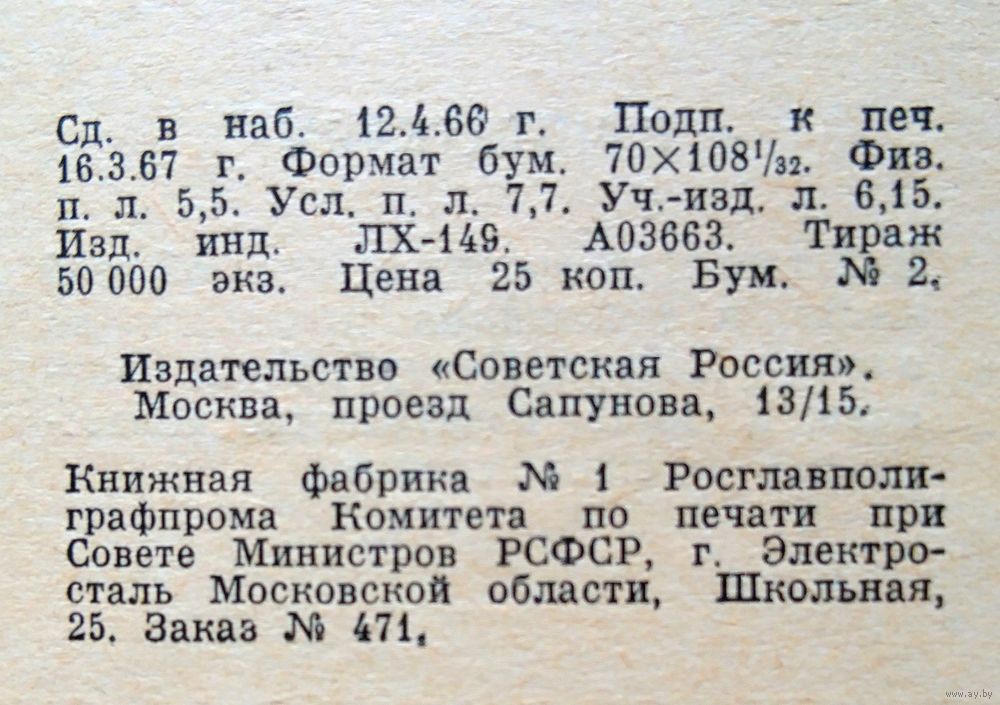 Сд. в наб. 12.4.66 г. Подп. к печ.
16.3.67 г. Формат бум. 70×108¹/₃₂. Физ.
п. л. 5,5. Усл. п. л. 7,7. Уч.-изд. л. 6,15.
Изд. инд. ЛХ-149. А03663. Тираж
50 000 экз. Цена 25 коп. Бум. № 2.
Издательство «Советская Россия».
Москва, проезд Сапунова, 13/15.
Книжная фабрика № 1 Росглавполи-
графпрома Комитета по печати при
Совете Министров РСФСР, г. Электро-
сталь Московской области, Школьная,
25. Заказ № 471.
www.ay.by